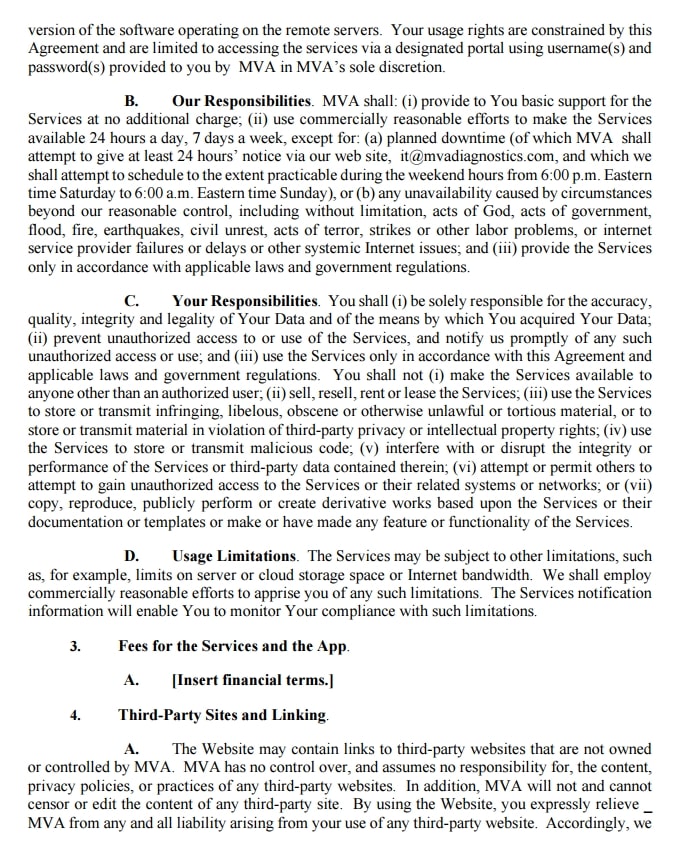 version of the software operating on the remote servers. Your usage rights are constrained by this
Agreement and are limited to accessing the services via a designated portal using username(s) and
password(s) provided to you by MVA in MVA's sole discretion.
B. Our Responsibilities. MVA shall: (i) provide to You basic support for the
Services at no additional charge; (ii) use commercially reasonable efforts to make the Services
available 24 hours a day, 7 days a week, except for: (a) planned downtime (of which MVA shall
attempt to give at least 24 hours' notice via our web site, it@mvadiagnostics.com, and which we
shall attempt to schedule to the extent practicable during the weekend hours from 6:00 p.m. Eastern
time Saturday to 6:00 a.m. Eastern time Sunday), or (b) any unavailability caused by circumstances
beyond our reasonable control, including without limitation, acts of God, acts of government,
flood, fire, earthquakes, civil unrest, acts of terror, strikes or other labor problems, or internet
service provider failures or delays or other systemic Internet issues; and (iii) provide the Services
only in accordance with applicable laws and government regulations.
C. Your Responsibilities. You shall (i) be solely responsible for the accuracy,
quality, integrity and legality of Your Data and of the means by which You acquired Your Data;
(ii) prevent unauthorized access to or use of the Services, and notify us promptly of any such
unauthorized access or use; and (iii) use the Services only in accordance with this Agreement and
applicable laws and government regulations. You shall not (i) make the Services available to
anyone other than an authorized user; (ii) sell, resell, rent or lease the Services; (iii) use the Services
to store or transmit infringing, libelous, obscene or otherwise unlawful or tortious material, or to
store or transmit material in violation of third-party privacy or intellectual property rights; (iv) use
the Services to store or transmit malicious code; (v) interfere with or disrupt the integrity or
performance of the Services or third-party data contained therein; (vi) attempt or permit others to
attempt to gain unauthorized access to the Services or their related systems or networks; or (vii)
copy, reproduce, publicly perform or create derivative works based upon the Services or their
documentation or templates or make or have made any feature or functionality of the Services.
D. Usage Limitations. The Services may be subject to other limitations, such
as, for example, limits on server or cloud storage space or Internet bandwidth. We shall employ
commercially reasonable efforts to apprise you of any such limitations. The Services notification
information will enable You to monitor Your compliance with such limitations.
3. Fees for the Services and the App.
A. [Insert financial terms.]
4. Third-Party Sites and Linking.
A. The Website may contain links to third-party websites that are not owned
or controlled by MVA. MVA has no control over, and assumes no responsibility for, the content,
privacy policies, or practices of any third-party websites. In addition, MVA will not and cannot
censor or edit the content of any third-party site. By using the Website, you expressly relieve _
MVA from any and all liability arising from your use of any third-party website. Accordingly, we